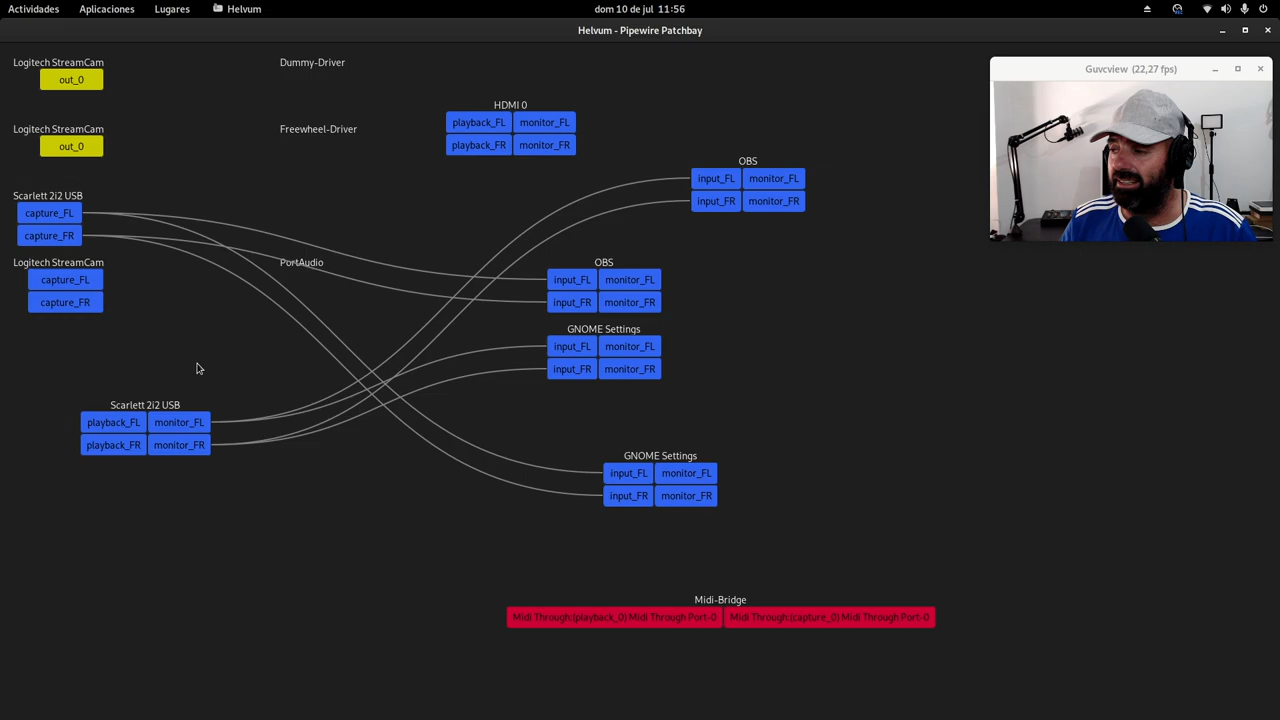 Actividades Aplicaciones Lugares Helvum dom 10 de jul 11:56
Helvum - Pipewire Patchbay
Logitech StreamCam
out_0
Dummy-Driver
Guvcview (22,27 fps)
HDMI 0
playback_FL monitor_FL
playback_FR monitor_FR
Logitech StreamCam
out_0
Freewheel-Driver
OBS
input_FL monitor_FL
input_FR monitor_FR
Scarlett 2i2 USB
capture_FL
capture_FR
Logitech StreamCam
capture_FL
capture_FR
PortAudio
OBS
input_FL monitor_FL
input_FR monitor_FR
GNOME Settings
input_FL monitor_FL
input_FR monitor_FR
Scarlett 2i2 USB
playback_FL monitor_FL
playback_FR monitor_FR
GNOME Settings
input_FL monitor_FL
input_FR monitor_FR
Midi-Bridge
Midi Through:(playback_0) Midi Through Port-0 Midi Through:(capture_0) Midi Through Port-0